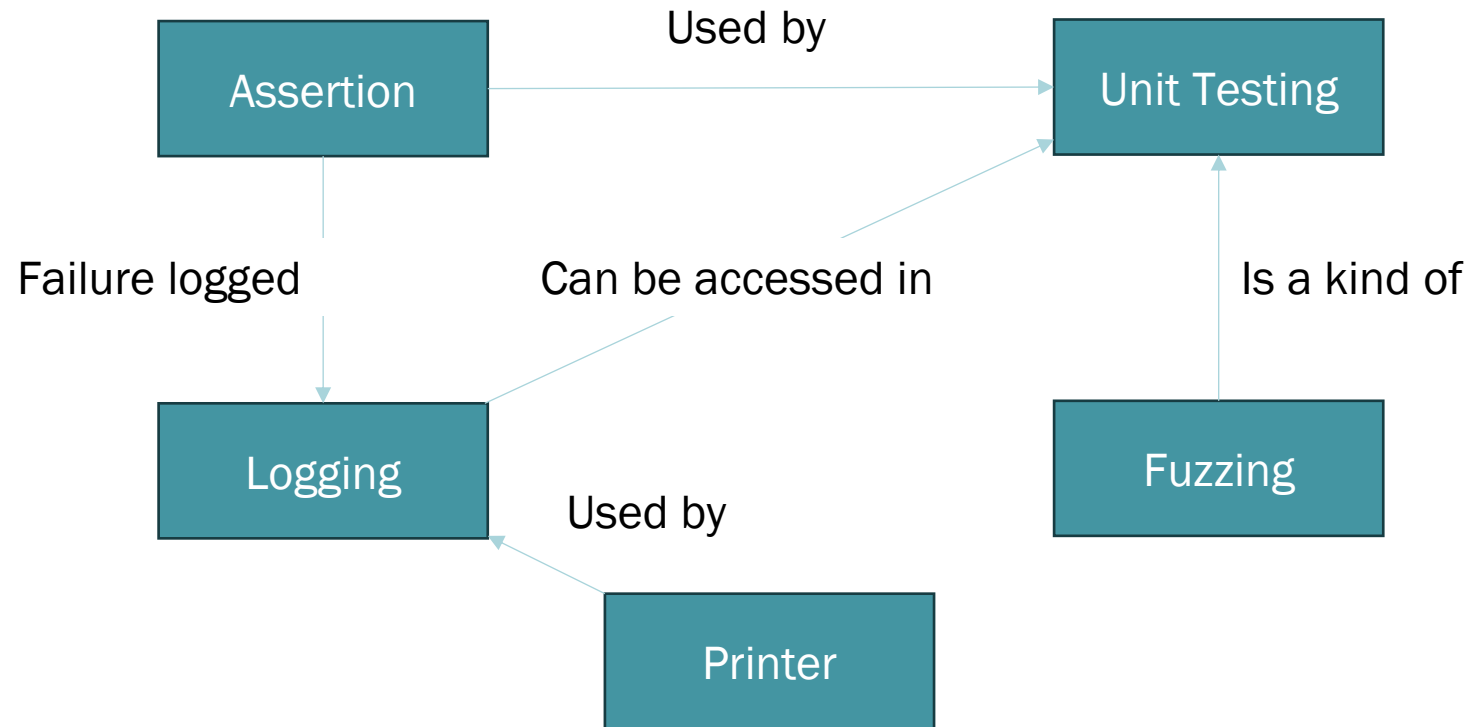 Used by
Assertion
Unit Testing
Failure logged
Can be accessed in
Is a kind of
Logging
Fuzzing
Used by
Printer